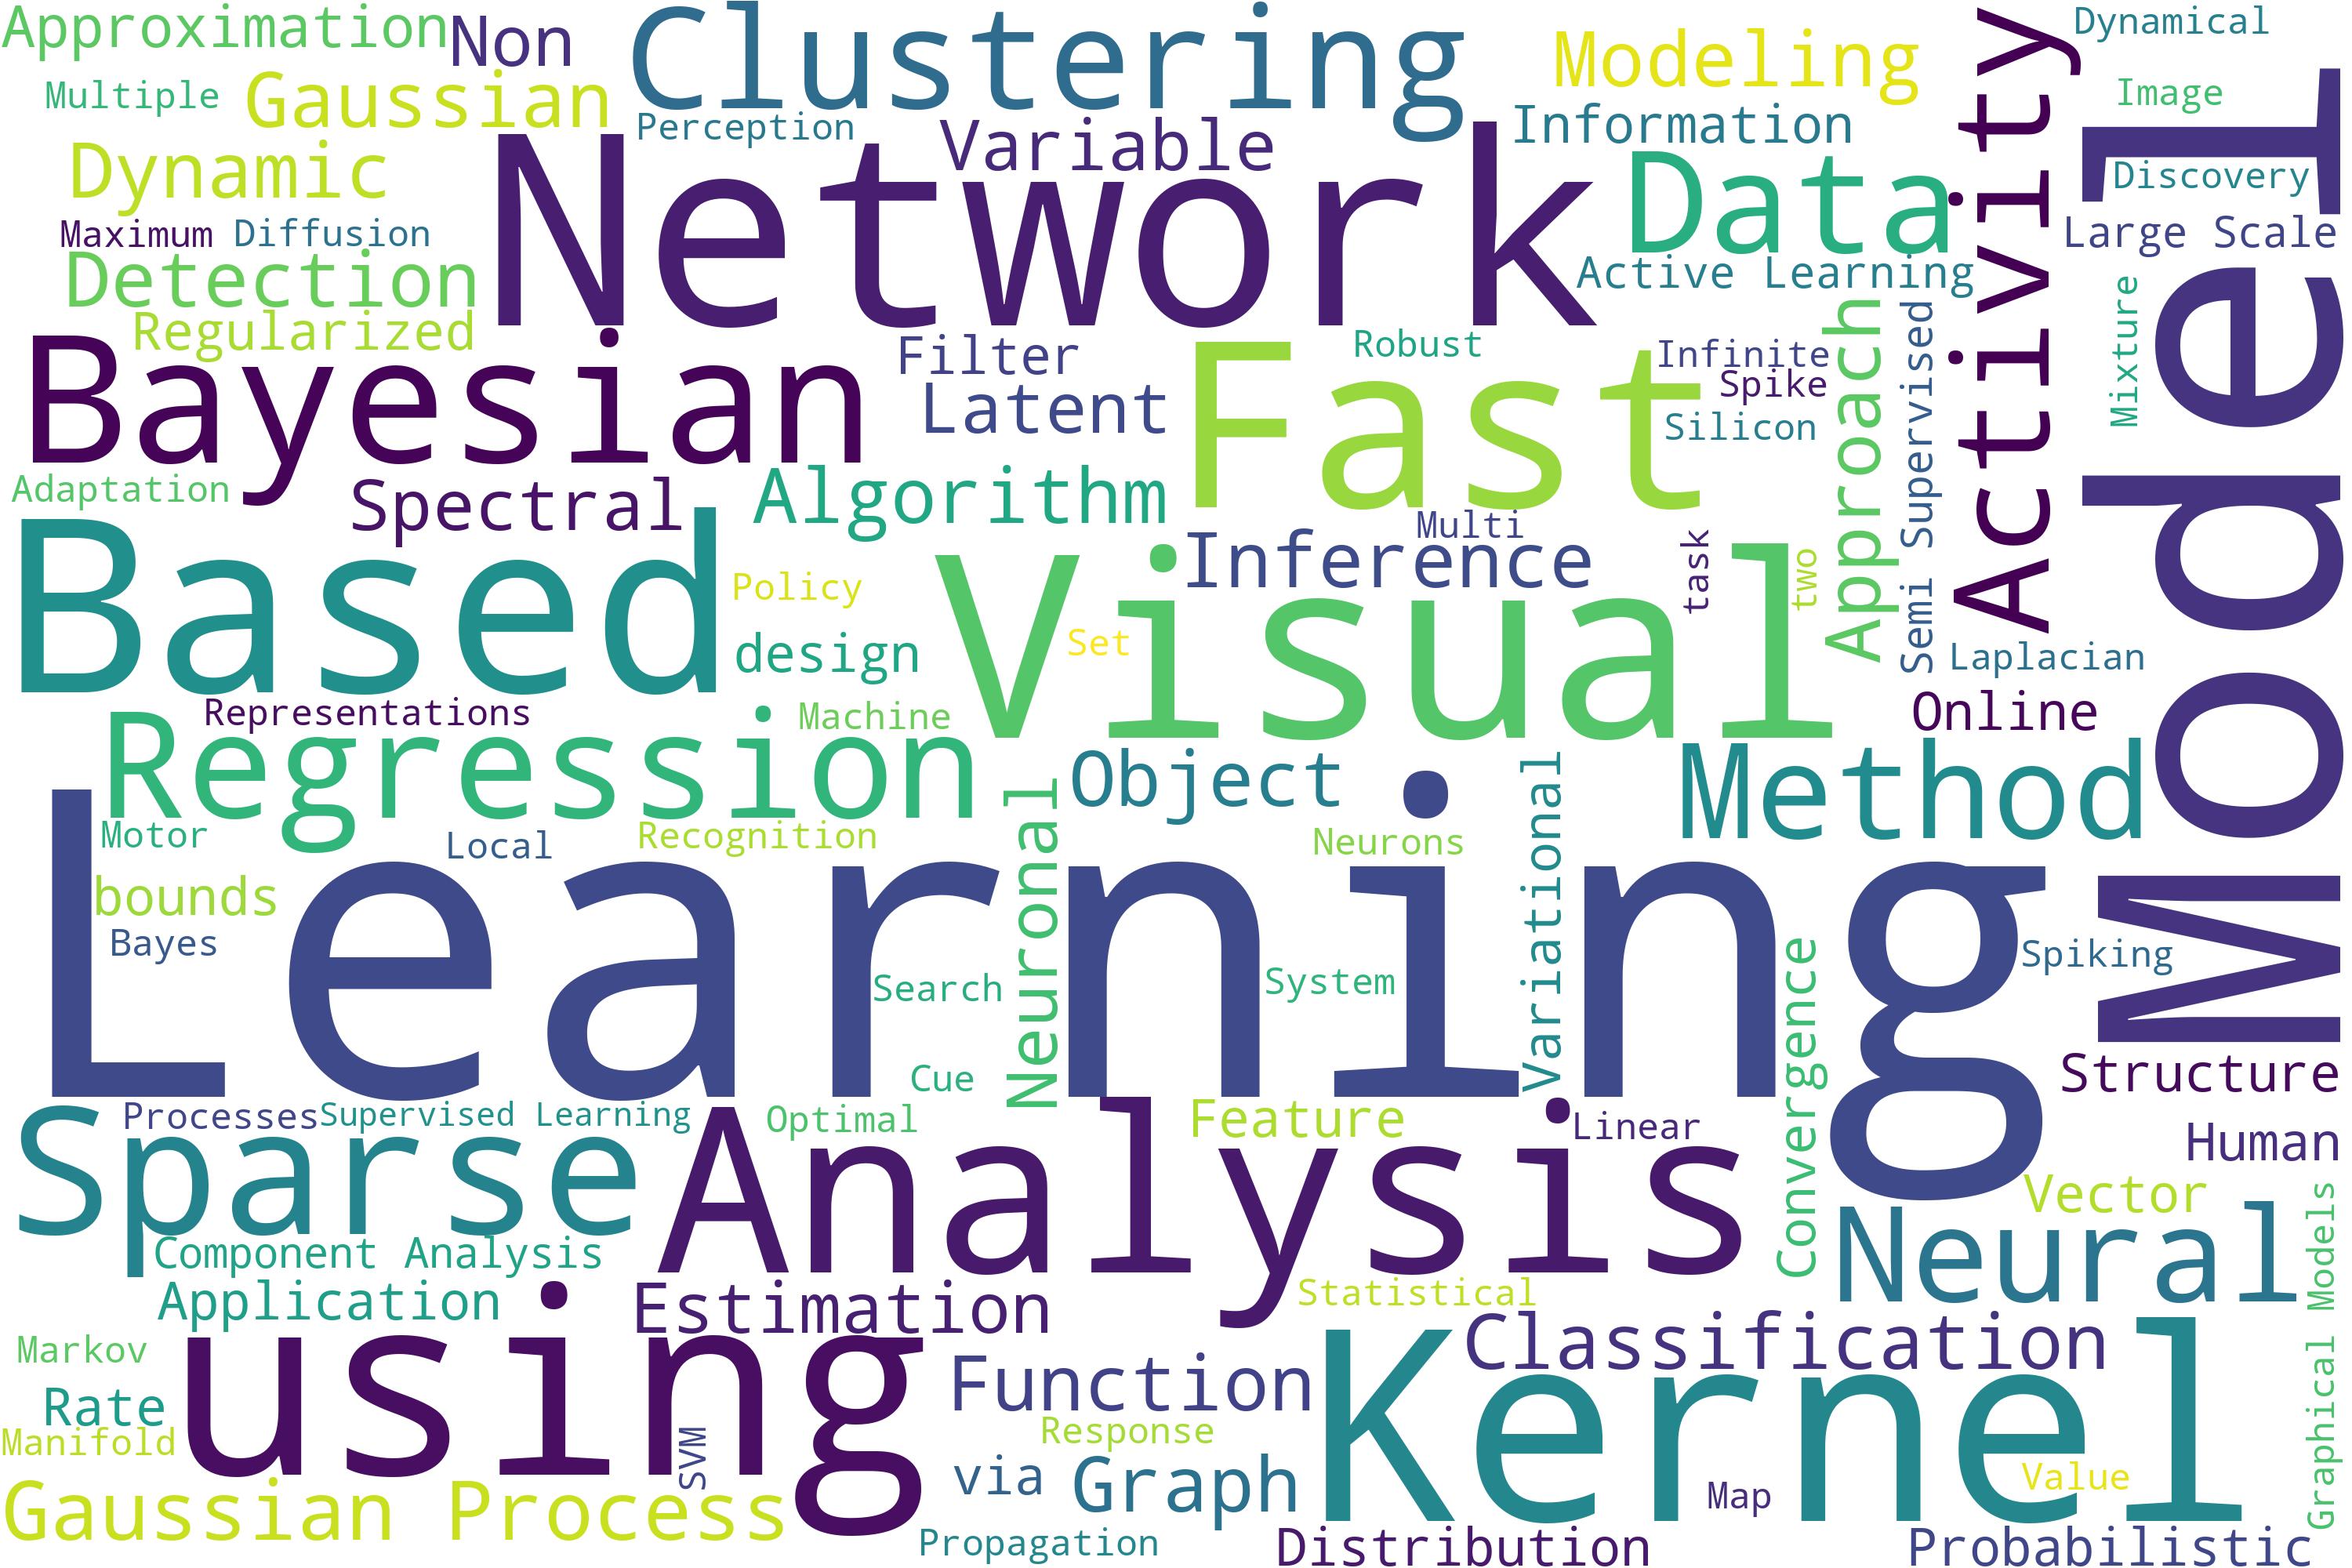 Approximation
Non
Clustering
Modeling
Activity
Dynamical
Multiple
Gaussian
Perception
Variable
Information
Image
Model
Dynamic
Network
Data
Discovery
Maximum
Diffusion
Large Scale
Detection
Active Learning
Regularized
Bayesian
Filter
Latent
Fast
Robust
Infinite
Spike
Silicon
Approach
Semi Supervised
Mixture
Adaptation
Spectral
Algorithm
Multi
Inference
task
two
Based
Policy
design
Set
Visual
Laplacian
Representations
Machine
Online
Regression
Neuronal
Object
Variational
Method
Motor
Local
Recognition
Neurons
Learning
bounds
Bayes
Search
System
Convergence
Spiking
Cue
Structure
Processes
Supervised Learning
Optimal
Feature
Linear
Human
Sparse
Analysis
Vector
Neural
Component Analysis
Application
Estimation
Statistical
Graphical Models
Markov
using
Classification
Rate
Function
Kernel
Manifold
SVM
Response
via
Graph
Map
Value
Gaussian Process
Propagation
Distribution
Probabilistic